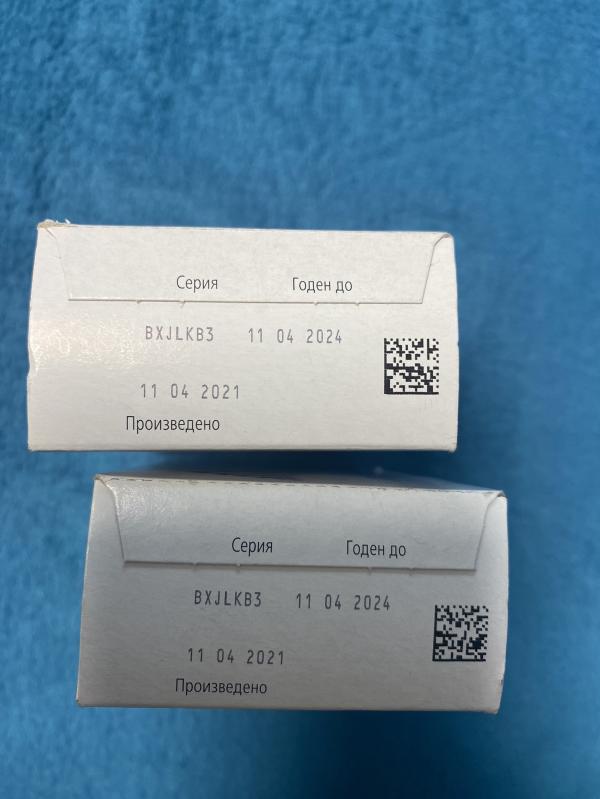 Серия Годен до
BXJLKB3 11 04 2024
11 04 2021
Произведено
Серия Годен до
BXJLKB3 11 04 2024
11 04 2021
Произведено